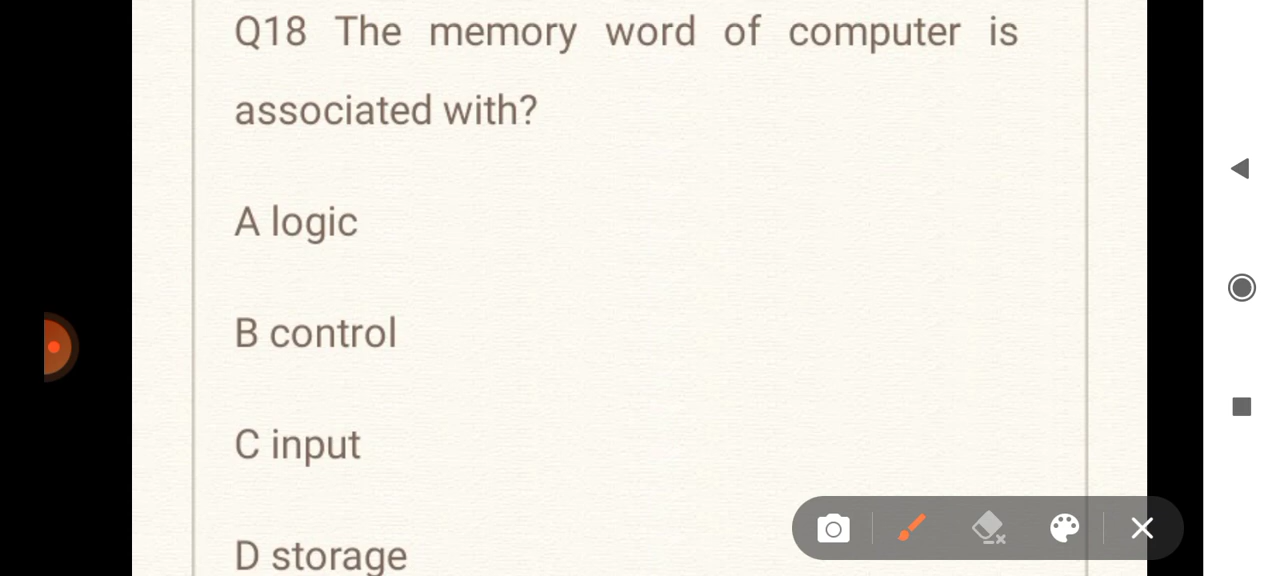 Q18 The memory word of computer is
associated with?
A logic
B control
C input
D storage